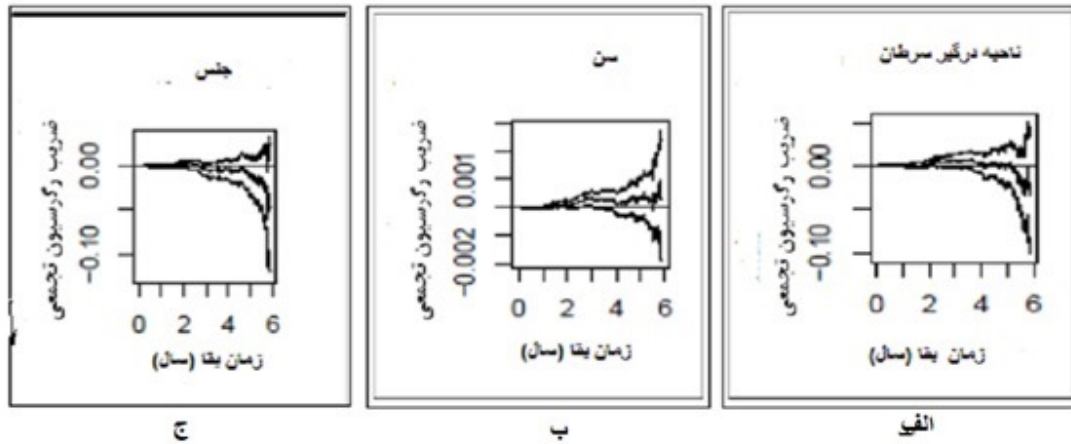 ناحیه درگیر سرطان
ضریب رگرسیون تجمعی
0.00
-0.10
0 2 4 6
زمان بقا (سال)
الف
سن
ضریب رگرسیون تجمعی
0.001
-0.002
0 2 4 6
زمان بقا (سال)
ب
جنس
ضریب رگرسیون تجمعی
0.00
-0.10
0 2 4 6
زمان بقا (سال)
ج